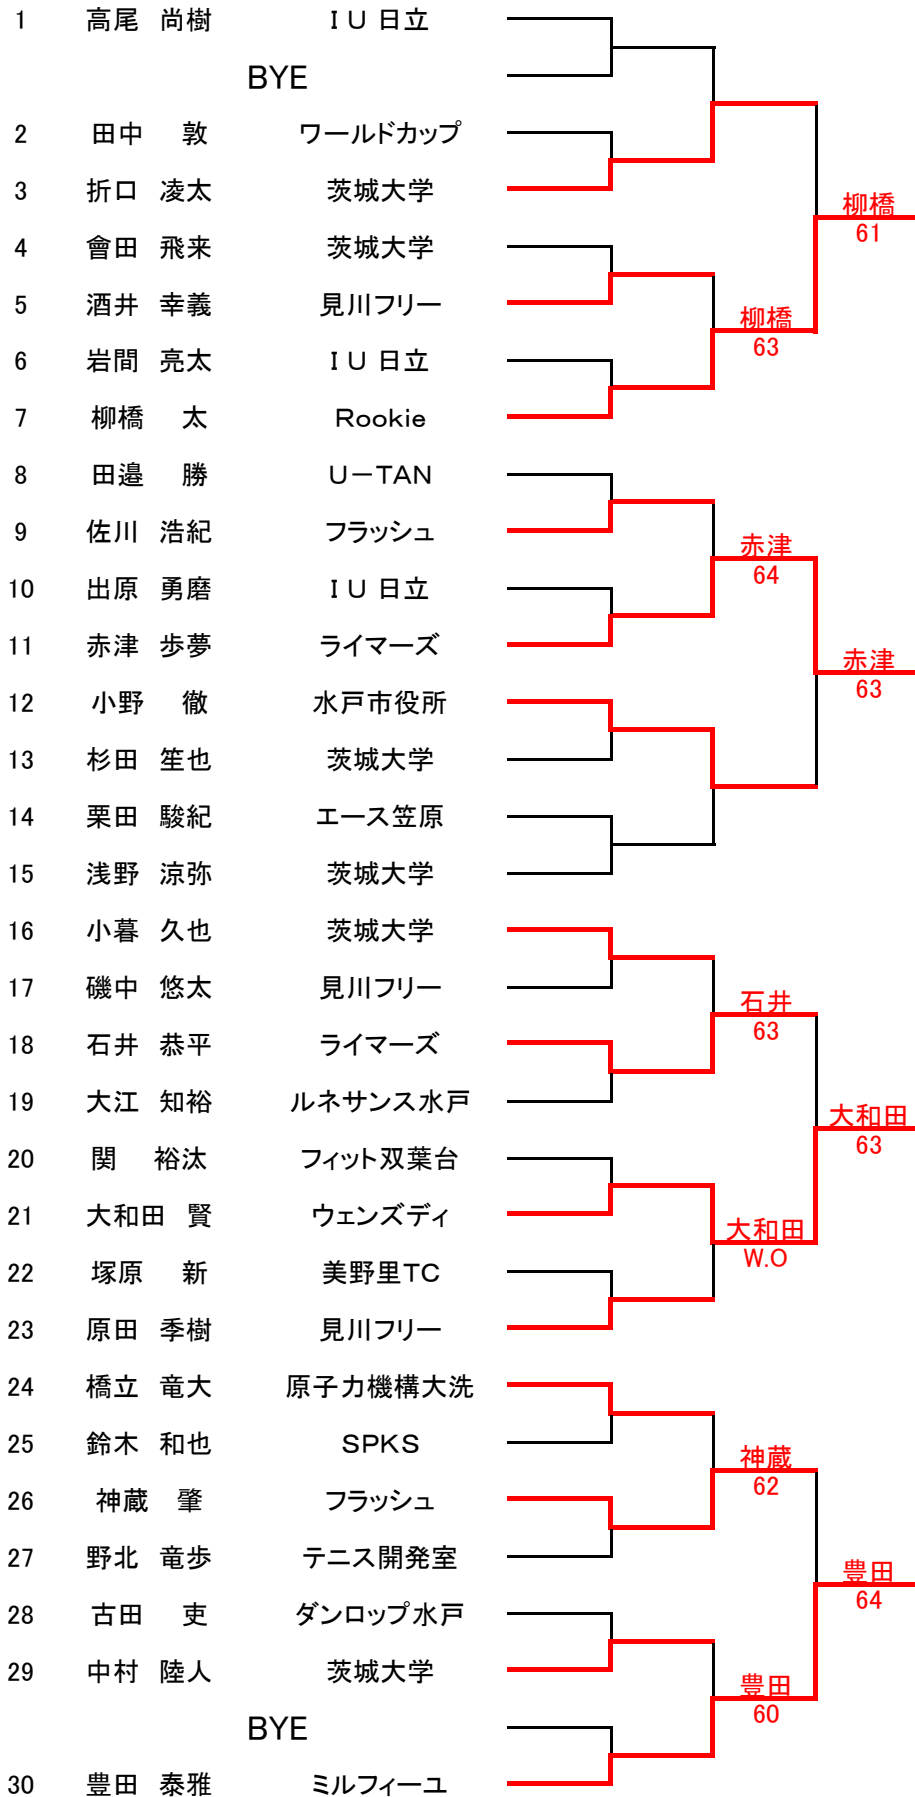 1 高尾 尚樹 ＩＵ 日立
BYE
2 田中 敦 ワールドカップ
3 折口 凌太 茨城大学
柳橋
61
4 會田 飛来 茨城大学
5 酒井 幸義 見川フリー
柳橋
63
6 岩間 亮太 ＩＵ 日立
7 柳橋 太 Rookie
8 田邉 勝 U－TAN
9 佐川 浩紀 フラッシュ
赤津
64
10 出原 勇磨 ＩＵ 日立
11 赤津 歩夢 ライマーズ
赤津
63
12 小野 徹 水戸市役所
13 杉田 笙也 茨城大学
14 栗田 駿紀 エース笠原
15 浅野 涼弥 茨城大学
16 小暮 久也 茨城大学
17 磯中 悠太 見川フリー
石井
63
18 石井 恭平 ライマーズ
19 大江 知裕 ルネサンス水戸
大和田
63
20 関 裕汰 フィット双葉台
21 大和田 賢 ウェンズディ
大和田
W.O
22 塚原 新 美野里TC
23 原田 季樹 見川フリー
24 橋立 竜大 原子力機構大洗
25 鈴木 和也 SPKS
神蔵
62
26 神蔵 肇 フラッシュ
27 野北 竜歩 テニス開発室
豊田
64
28 古田 吏 ダンロップ水戸
29 中村 陸人 茨城大学
豊田
60
BYE
30 豊田 泰雅 ミルフィーユ